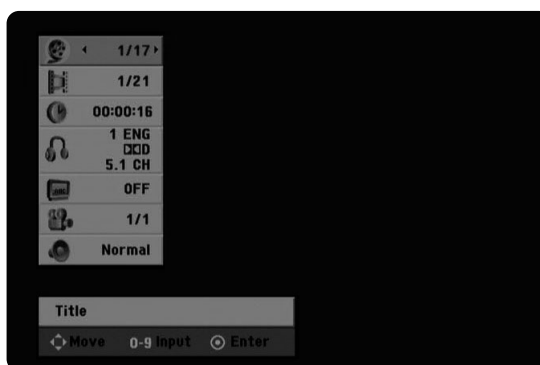 1/17
1/21
00:00:16
1 ENG
D
5.1 CH
OFF
1/1
Normal
Title
Move 0-9 Input Enter